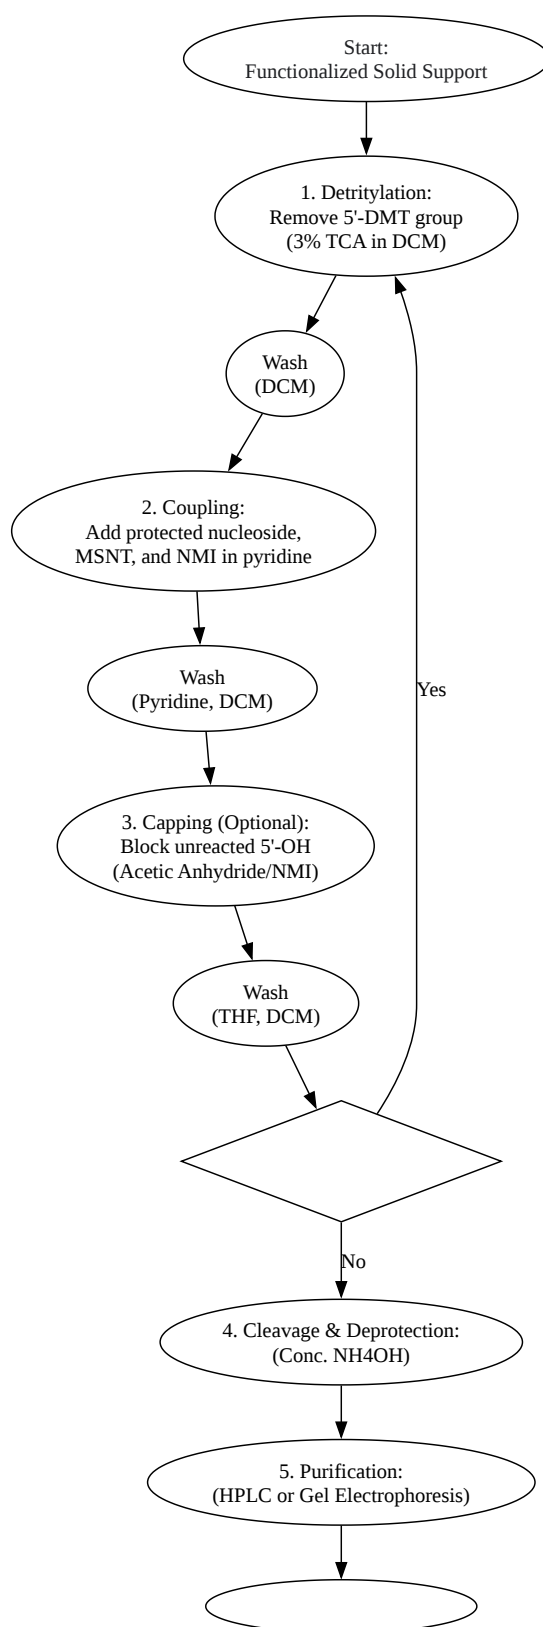 Start:
Functionalized Solid Support
1. Detritylation:
Remove 5'-DMT group
(3% TCA in DCM)
Wash
(DCM)
2. Coupling:
Add protected nucleoside,
MSNT, and NMI in pyridine
Wash
(Pyridine, DCM)
Yes
3. Capping (Optional):
Block unreacted 5'-OH
(Acetic Anhydride/NMI)
Wash
(THF, DCM)
No
4. Cleavage & Deprotection:
(Conc. NH4OH)
5. Purification:
(HPLC or Gel Electrophoresis)